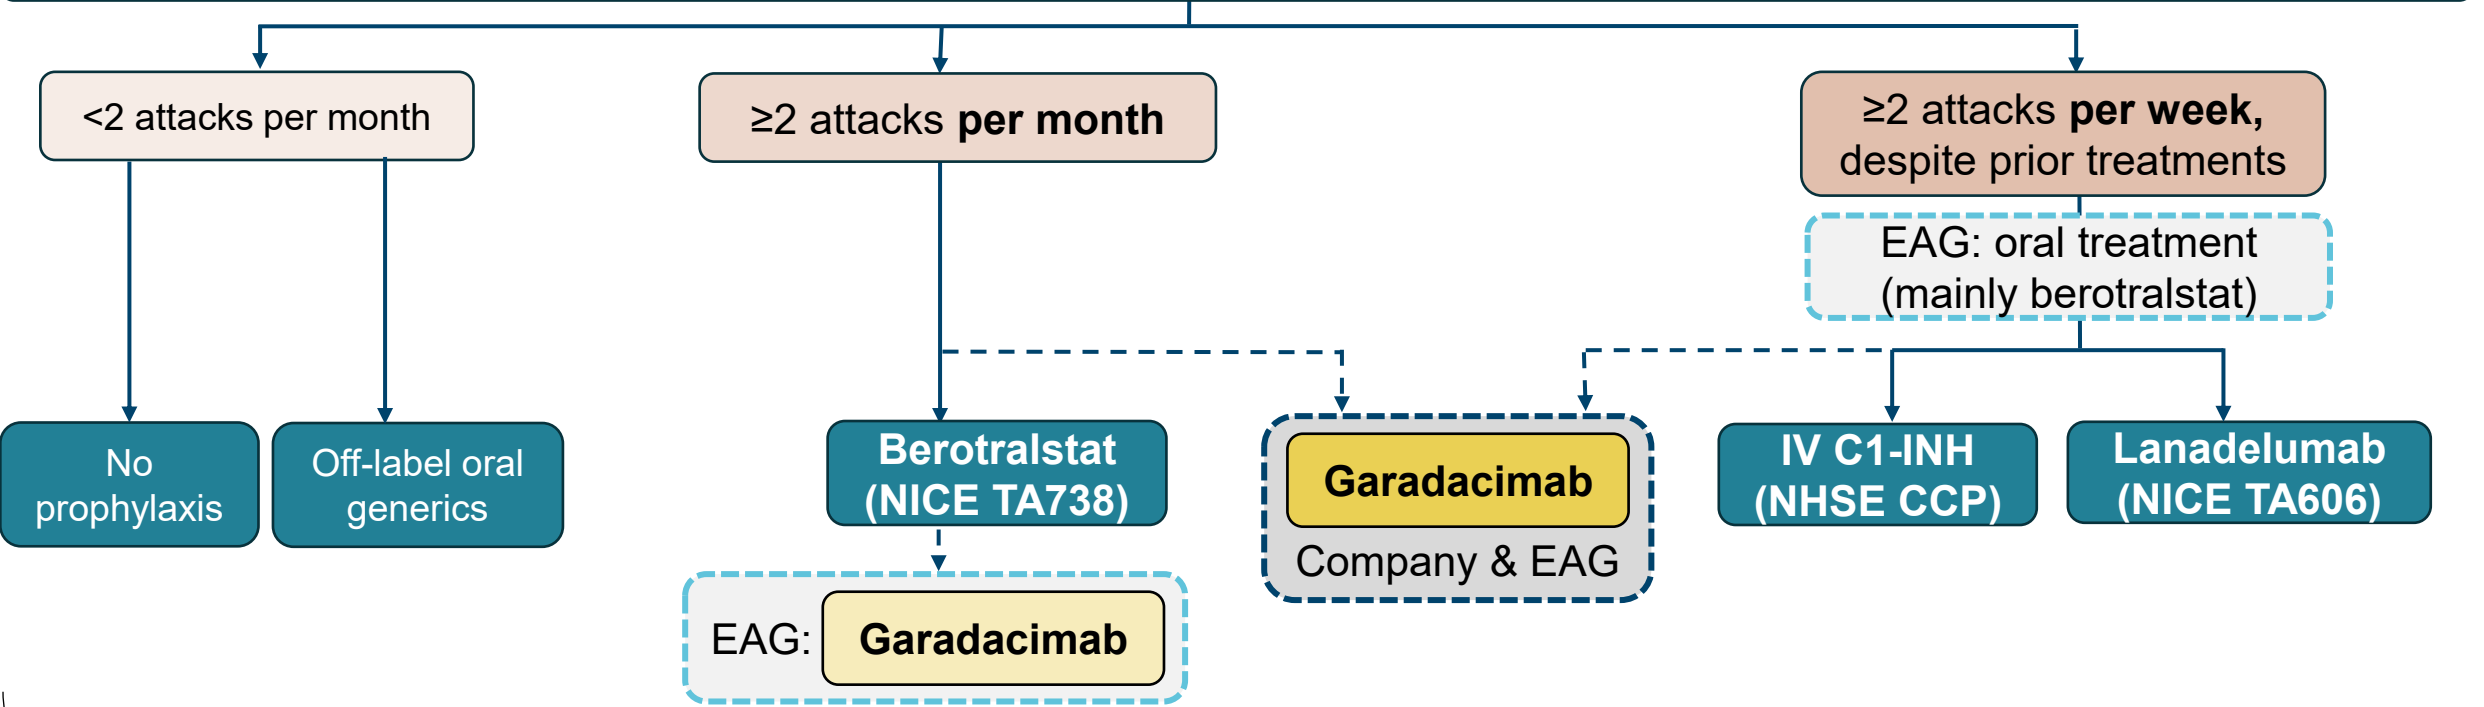 <2 attacks per month
≥2 attacks per month
≥2 attacks per week,
despite prior treatments
EAG: oral treatment
(mainly berotralstat)
No
prophylaxis
Off-label oral
generics
Berotralstat
(NICE TA738)
Garadacimab
Company & EAG
IV C1-INH
(NHSE CCP)
Lanadelumab
(NICE TA606)
EAG:
Garadacimab